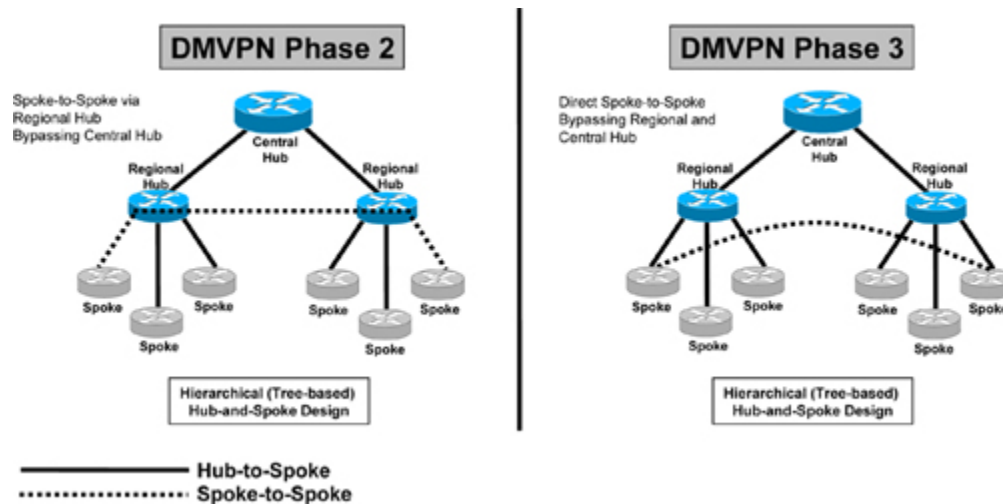 DMVPN Phase 2
Spoke-to-Spoke via
Regional Hub
Bypassing Central Hub
Central
Hub
Regional
Hub
Regional
Hub
Spoke
Spoke
Spoke
Spoke
Spoke
Spoke
Hierarchical (Tree-based)
Hub-and-Spoke Design
DMVPN Phase 3
Direct Spoke-to-Spoke
Bypassing Regional and
Central Hub
Central
Hub
Regional
Hub
Regional
Hub
Spoke
Spoke
Spoke
Spoke
Spoke
Spoke
Hierarchical (Tree-based)
Hub-and-Spoke Design
Hub-to-Spoke
Spoke-to-Spoke